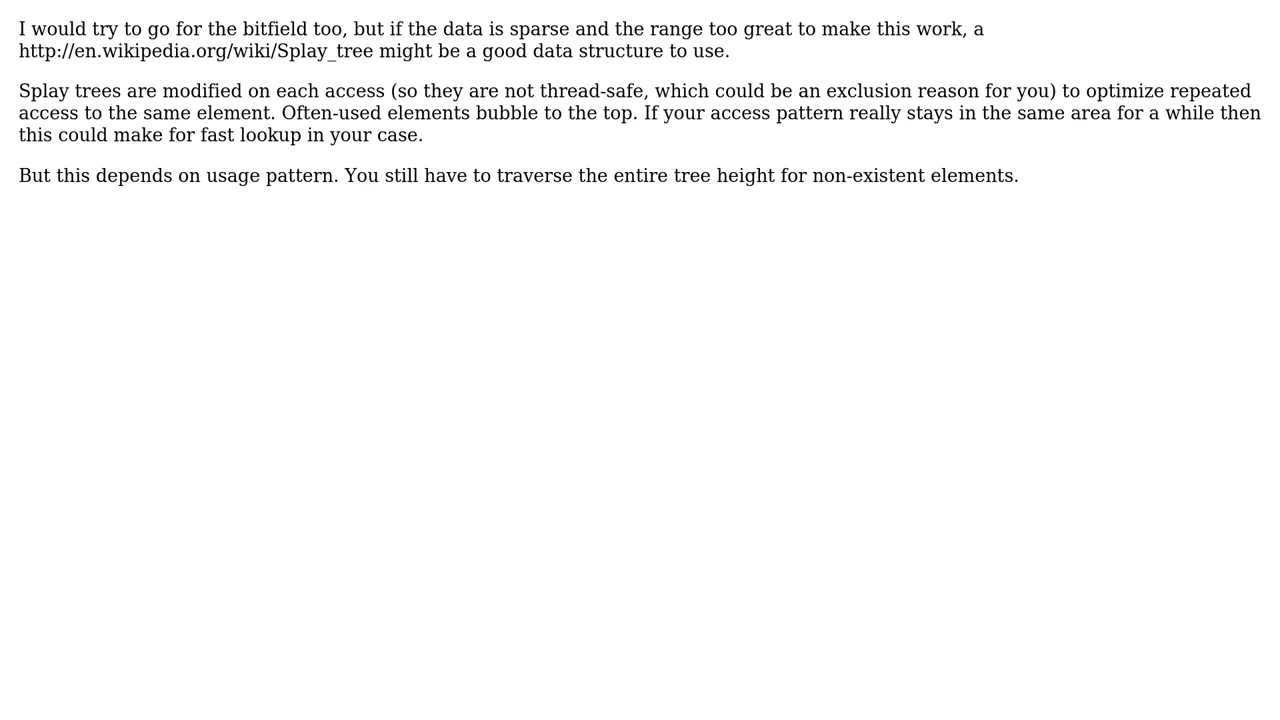 I would try to go for the bitfield too, but if the data is sparse and the range too great to make this work, a
http://en.wikipedia.org/wiki/Splay_tree might be a good data structure to use.
Splay trees are modified on each access (so they are not thread-safe, which could be an exclusion reason for you) to optimize repeated
access to the same element. Often-used elements bubble to the top. If your access pattern really stays in the same area for a while then
this could make for fast lookup in your case.
But this depends on usage pattern. You still have to traverse the entire tree height for non-existent elements.